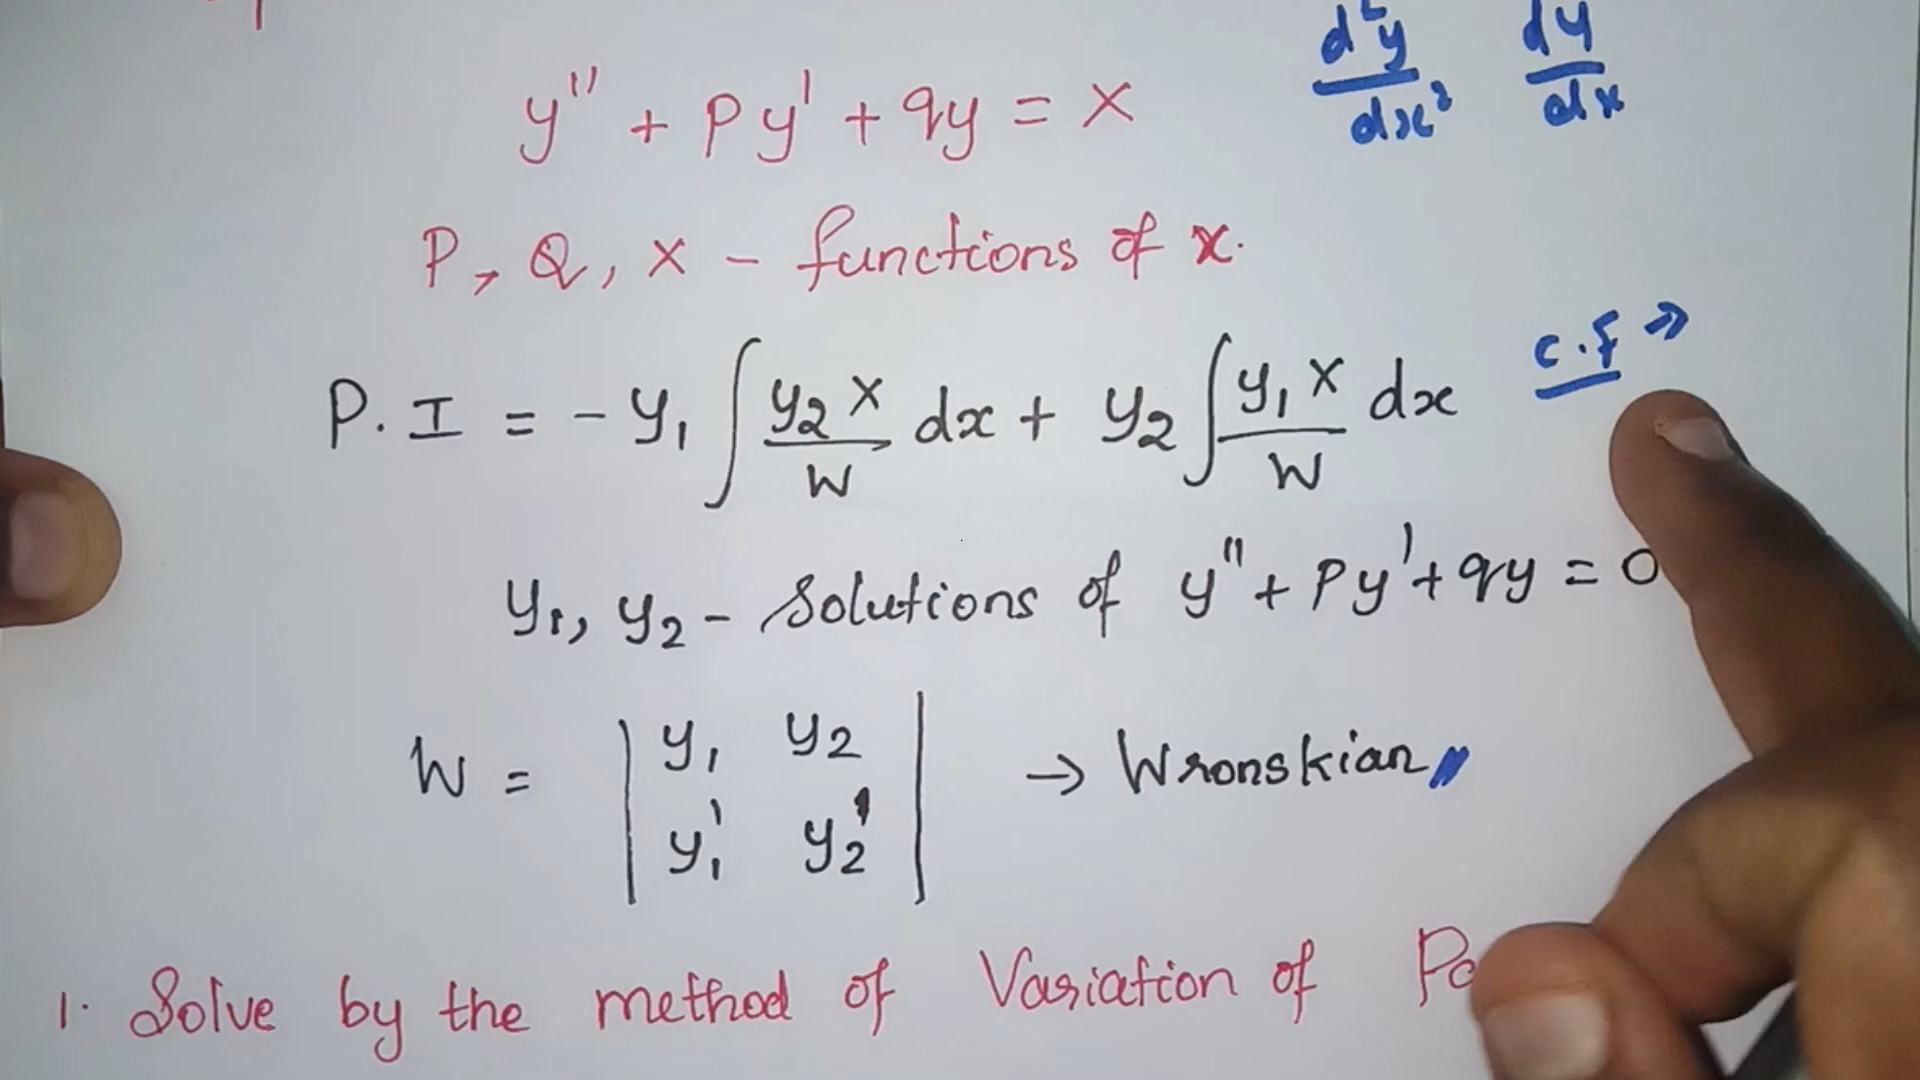 d²y/dx² dy/dx
y'' + py' + qy = X
P, Q, X - functions of x.
C.F →
P.I = - y₁ ∫ y₂X/W dx + y₂ ∫ y₁X/W dx
y₁, y₂ - solutions of y'' + py' + qy = 0
W = | y₁ y₂ | → Wronskian
| y₁' y₂' |
1. Solve by the method of Variation of